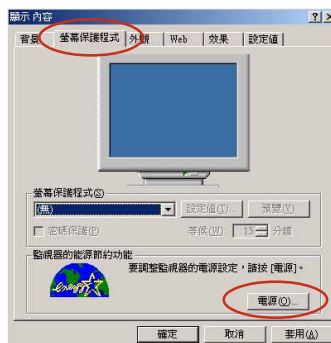 顯示 內容
背景 螢幕保護程式 外觀 Web 效果 設定值
螢幕保護程式(S)
(無) 設定值(T)... 預覽(V)
密碼保護(P) 等候(W): 15 分鐘
監視器的能源節約功能
要調整監視器的電源設定，請按 [電源]。
energy
電源(O)...
確定 取消 套用(A)